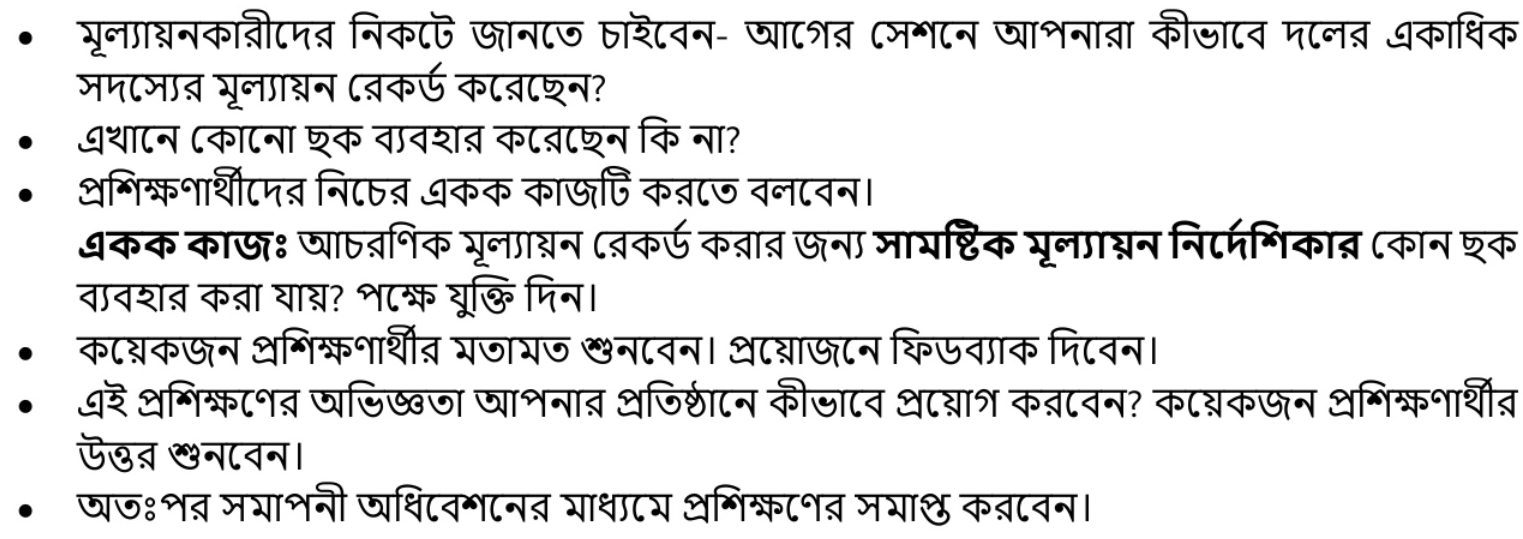 • মূল্যায়নকারীদের নিকটে জানতে চাইবেন- আগের সেশনে আপনারা কীভাবে দলের একাধিক
সদস্যের মূল্যায়ন রেকর্ড করেছেন?
• এখানে কোনো ছক ব্যবহার করেছেন কি না?
• প্রশিক্ষণার্থীদের নিচের একক কাজটি করতে বলবেন।
একক কাজঃ আচরণিক মূল্যায়ন রেকর্ড করার জন্য সামষ্টিক মূল্যায়ন নির্দেশিকার কোন ছক
ব্যবহার করা যায়? পক্ষে যুক্তি দিন।
• কয়েকজন প্রশিক্ষণার্থীর মতামত শুনবেন। প্রয়োজনে ফিডব্যাক দিবেন।
• এই প্রশিক্ষণের অভিজ্ঞতা আপনার প্রতিষ্ঠানে কীভাবে প্রয়োগ করবেন? কয়েকজন প্রশিক্ষণার্থীর
উত্তর শুনবেন।
• অতঃপর সমাপনী অধিবেশনের মাধ্যমে প্রশিক্ষণের সমাপ্ত করবেন।